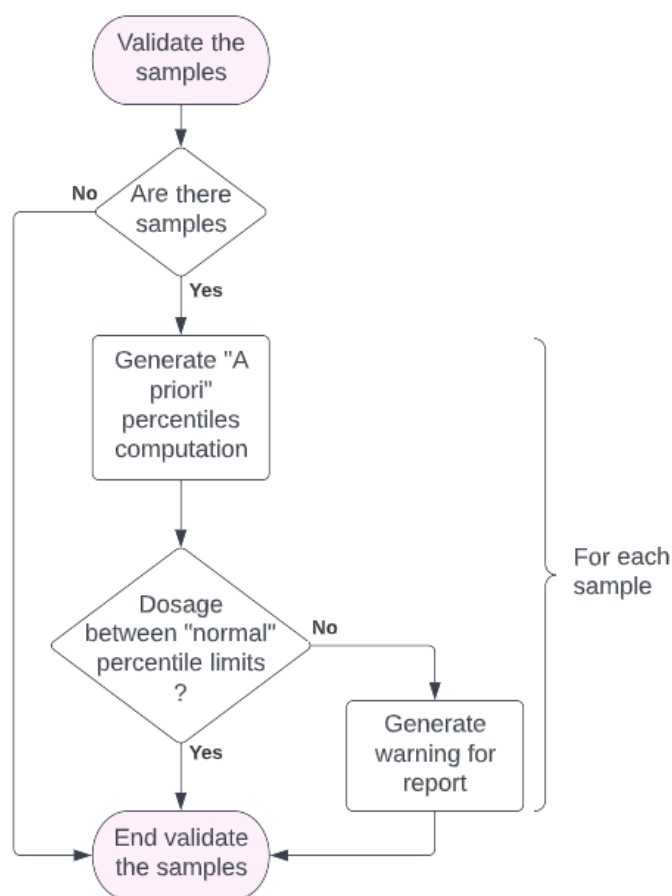 Validate the
samples
No
Are there
samples
Yes
Generate "A
priori"
percentiles
computation
For each
sample
Dosage
between "normal"
percentile limits
?
No
Yes
Generate
warning for
report
End validate
the samples